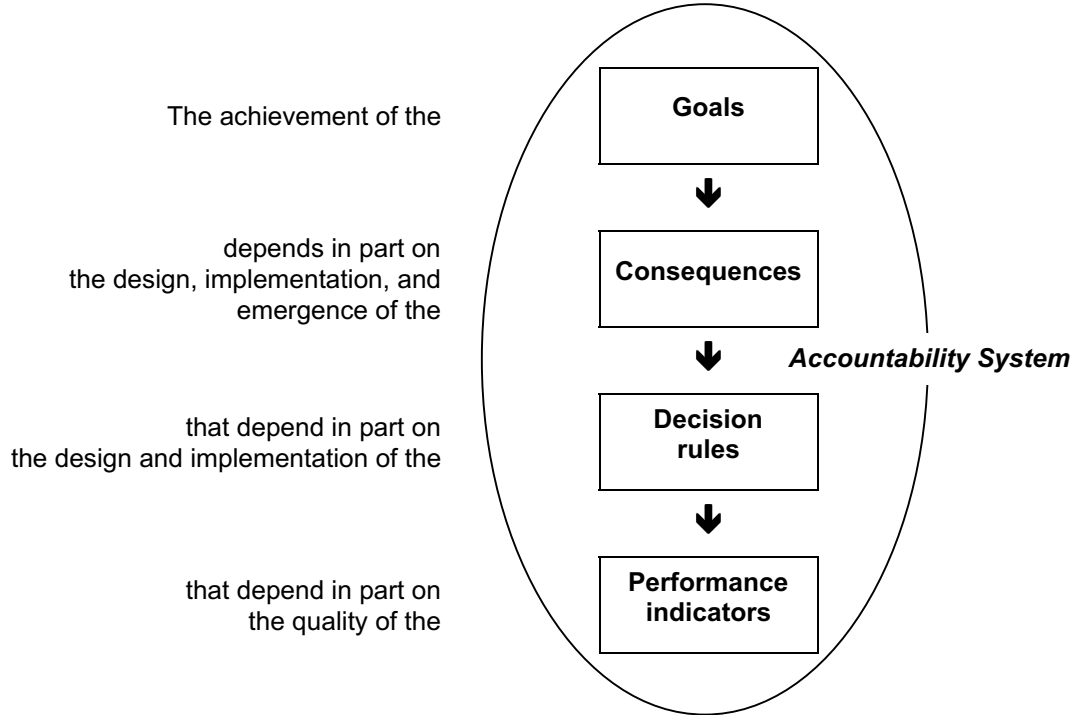 The achievement of the
Goals
depends in part on
the design, implementation, and
emergence of the
Consequences
Accountability System
that depend in part on
the design and implementation of the
Decision
rules
that depend in part on
the quality of the
Performance
indicators